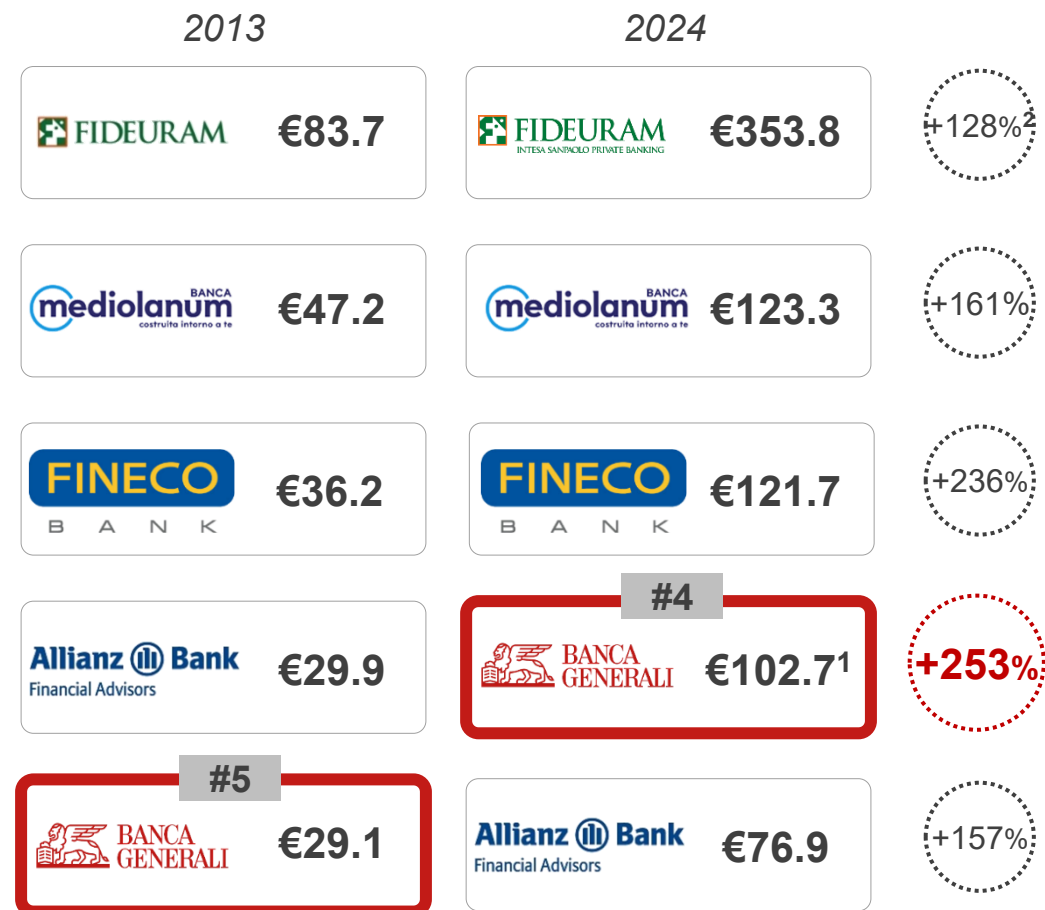 2013 2024
FIDEURAM €83.7 FIDEURAM €353.8 +128%²
INTESA SANPAOLO PRIVATE BANKING
BANCA BANCA
mediolanum €47.2 mediolanum €123.3 +161%
costruita intorno a te costruita intorno a te
FINECO €36.2 FINECO €121.7 +236%
BANK BANK
#4
Allianz Bank €29.9 BANCA €102.7¹ +253%
Financial Advisors GENERALI
#5
BANCA €29.1 Allianz Bank €76.9 +157%
GENERALI Financial Advisors